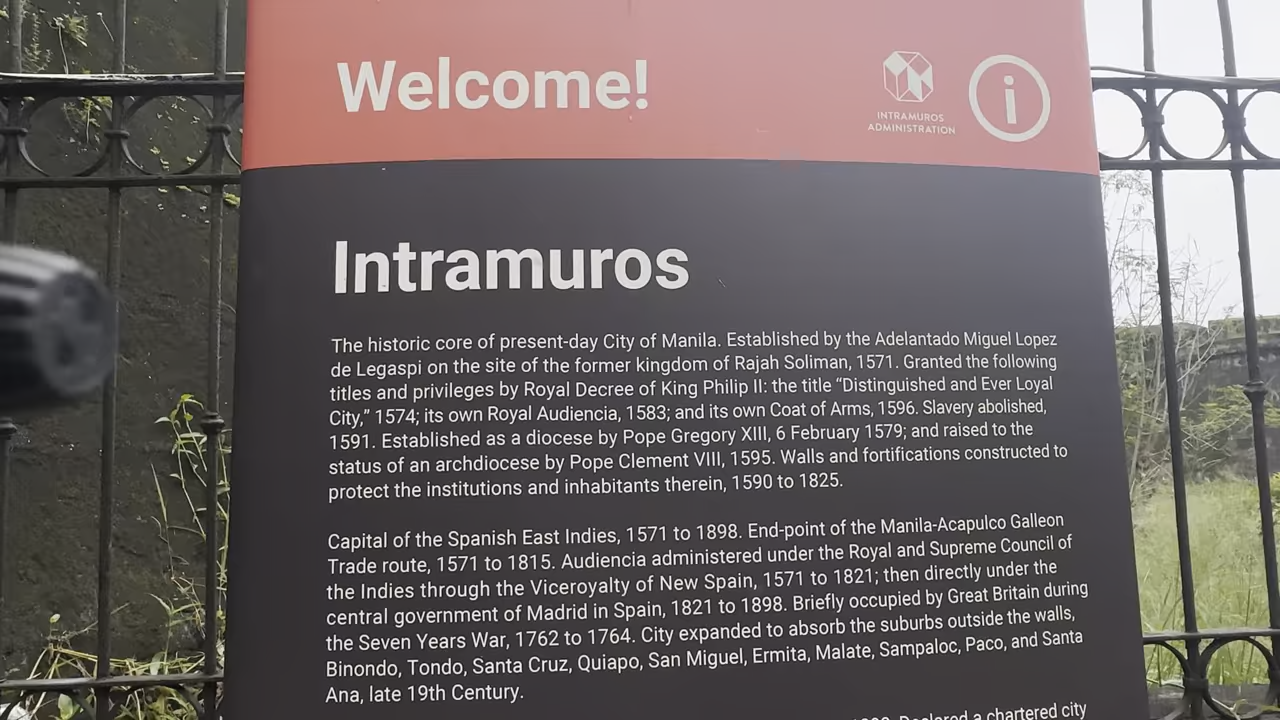 Welcome!
INTRAMUROS
ADMINISTRATION
i
Intramuros
The historic core of present-day City of Manila. Established by the Adelantado Miguel Lopez
de Legaspi on the site of the former kingdom of Rajah Soliman, 1571. Granted the following
titles and privileges by Royal Decree of King Philip II: the title “Distinguished and Ever Loyal
City,” 1574; its own Royal Audiencia, 1583; and its own Coat of Arms, 1596. Slavery abolished,
1591. Established as a diocese by Pope Gregory XIII, 6 February 1579; and raised to the
status of an archdiocese by Pope Clement VIII, 1595. Walls and fortifications constructed to
protect the institutions and inhabitants therein, 1590 to 1825.
Capital of the Spanish East Indies, 1571 to 1898. End-point of the Manila-Acapulco Galleon
Trade route, 1571 to 1815. Audiencia administered under the Royal and Supreme Council of
the Indies through the Viceroyalty of New Spain, 1571 to 1821; then directly under the
central government of Madrid in Spain, 1821 to 1898. Briefly occupied by Great Britain during
the Seven Years War, 1762 to 1764. City expanded to absorb the suburbs outside the walls,
Binondo, Tondo, Santa Cruz, Quiapo, San Miguel, Ermita, Malate, Sampaloc, Paco, and Santa
Ana, late 19th Century.
Declared a chartered city